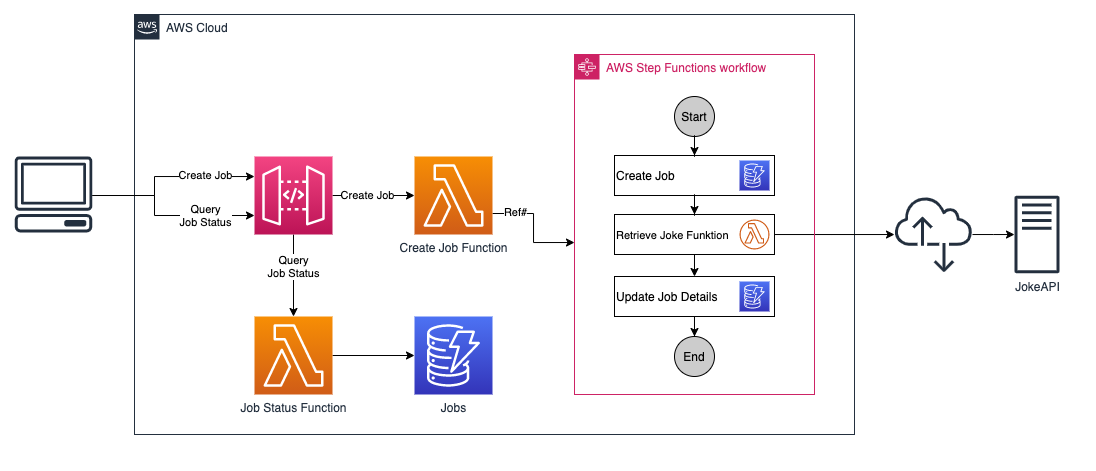 aws
AWS Cloud
AWS Step Functions workflow
Start
Create Job
Query
Job Status
</>
Create Job
Create Job Function
Ref#
Create Job
Retrieve Joke Funktion
Update Job Details
End
JokeAPI
Query
Job Status
Job Status Function
Jobs